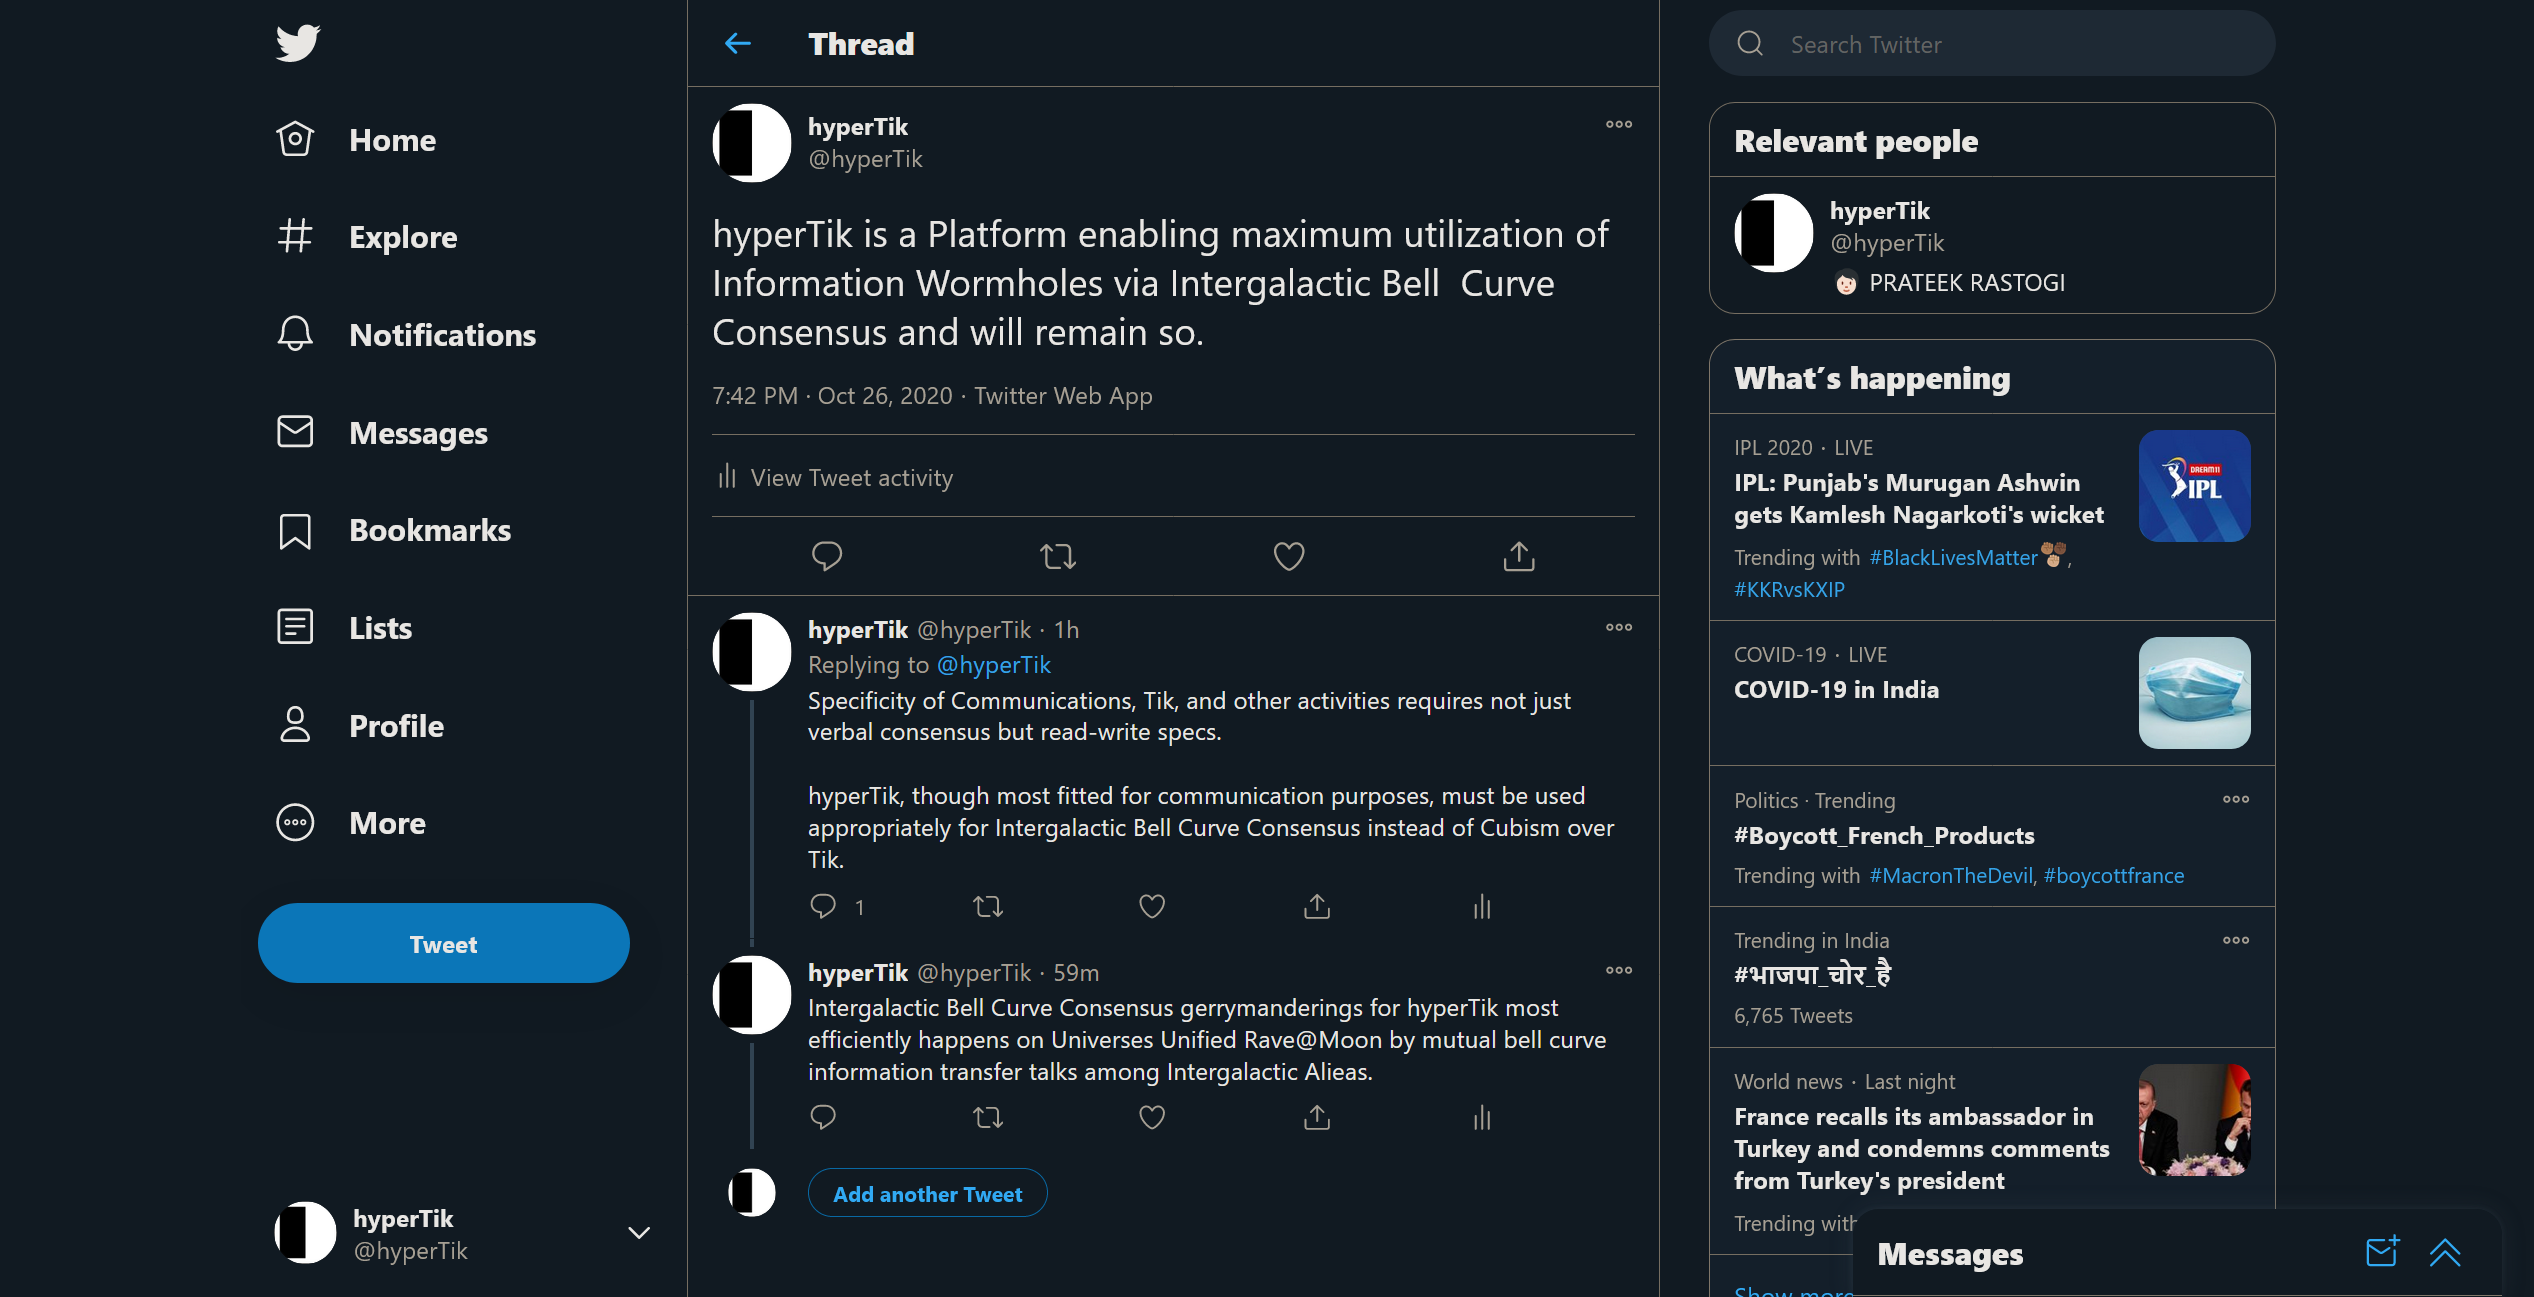 Home
Explore
Notifications
Messages
Bookmarks
Lists
Profile
More
Tweet
hyperTik
@hyperTik
Thread
hyperTik
@hyperTik
hyperTik is a Platform enabling maximum utilization of
Information Wormholes via Intergalactic Bell  Curve
Consensus and will remain so.
7:42 PM · Oct 26, 2020 · Twitter Web App
View Tweet activity
hyperTik @hyperTik · 1h
Replying to @hyperTik
Specificity of Communications, Tik, and other activities requires not just
verbal consensus but read-write specs.
hyperTik, though most fitted for communication purposes, must be used
appropriately for Intergalactic Bell Curve Consensus instead of Cubism over
Tik.
1
hyperTik @hyperTik · 59m
Intergalactic Bell Curve Consensus gerrymanderings for hyperTik most
efficiently happens on Universes Unified Rave@Moon by mutual bell curve
information transfer talks among Intergalactic Alieas.
Add another Tweet
Search Twitter
Relevant people
hyperTik
@hyperTik
PRATEEK RASTOGI
What's happening
IPL 2020 · LIVE
IPL: Punjab's Murugan Ashwin
gets Kamlesh Nagarkoti's wicket
Trending with #BlackLivesMatter✊🏾✊🏿✊🏼,
#KKRvsKXIP
DREAM11
IPL
COVID-19 · LIVE
COVID-19 in India
Politics · Trending
#Boycott_French_Products
Trending with #MacronTheDevil, #boycottfrance
Trending in India
#भाजपा_चोर_है
6,765 Tweets
World news · Last night
France recalls its ambassador in
Turkey and condemns comments
from Turkey's president
Trending with
Show more
Messages